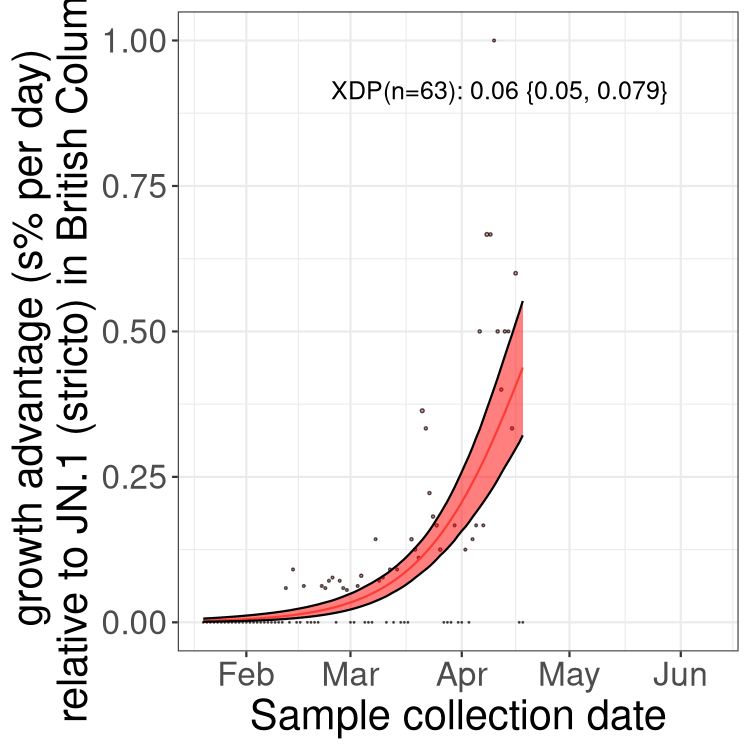 growth advantage (s% per day)
relative to JN.1 (stricto) in British Colum
1.00
0.75
0.50
0.25
0.00
XDP(n=63): 0.06 {0.05, 0.079}
Feb Mar Apr May Jun
Sample collection date